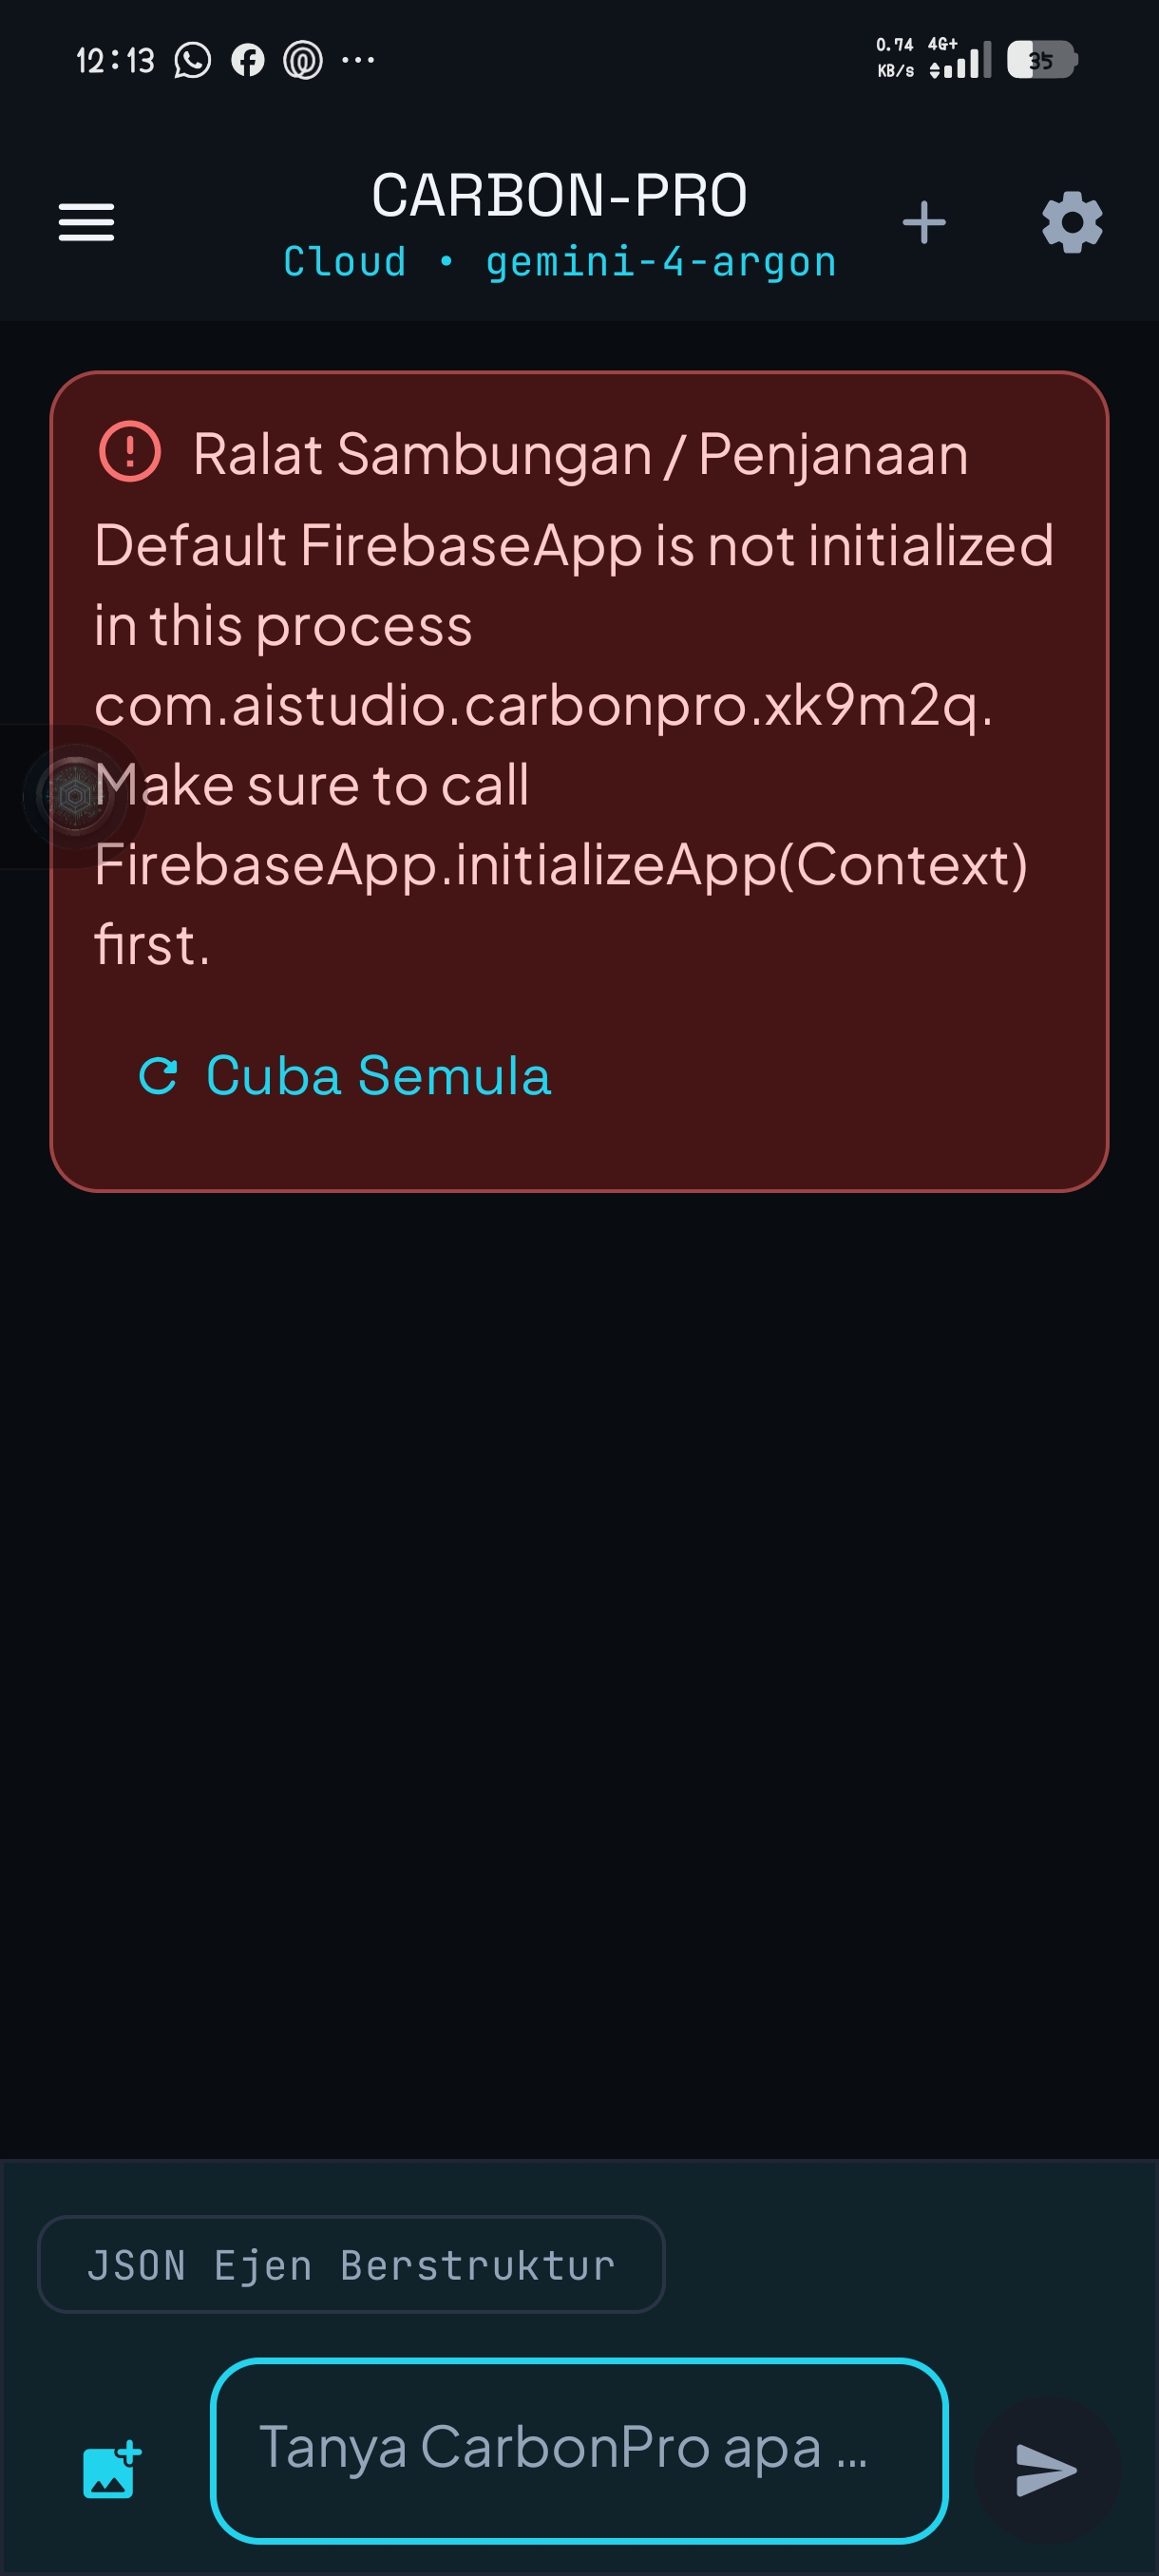 12:13
0.74 KB/s 4G+ 35
CARBON-PRO
Cloud • gemini-4-argon
Ralat Sambungan / Penjanaan
Default FirebaseApp is not initialized
in this process
com.aistudio.carbonpro.xk9m2q.
Make sure to call
FirebaseApp.initializeApp(Context)
first.
Cuba Semula
JSON Ejen Berstruktur
Tanya CarbonPro apa ...